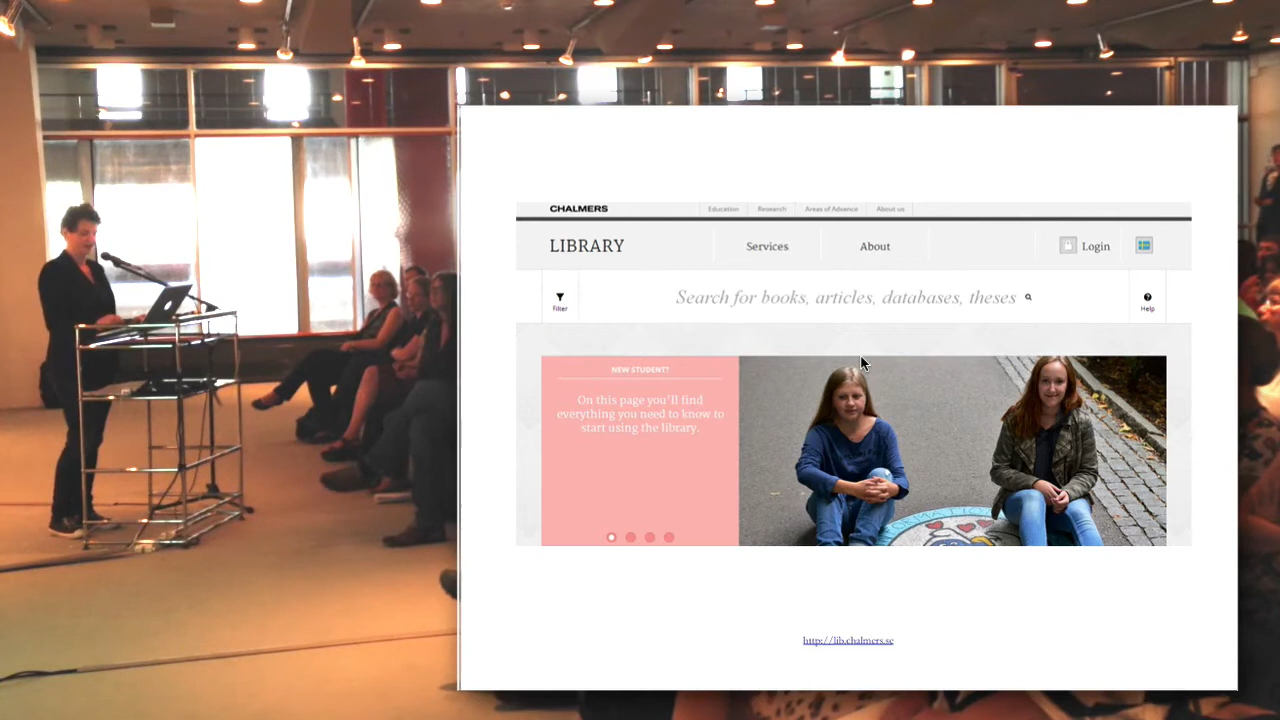 CHALMERS
Education Research Areas of Advance About us
LIBRARY Services About Login
Filter Search for books, articles, databases, theses Help
NEW STUDENT?
On this page you'll find
everything you need to know to
start using the library.
http://lib.chalmers.se